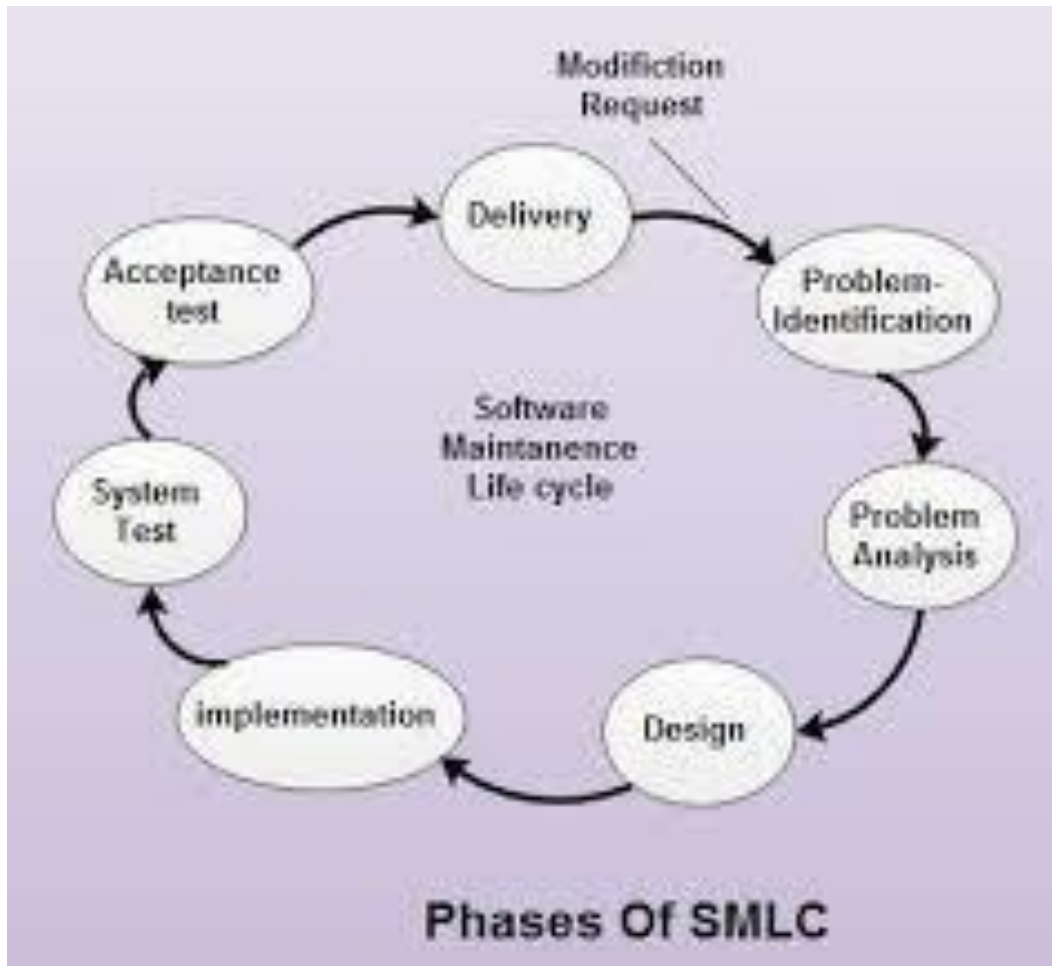 Modifiction
Request
Delivery
Problem-
Identification
Problem
Analysis
Design
implementation
System
Test
Acceptance
test
Software
Maintanence
Life cycle
Phases Of SMLC